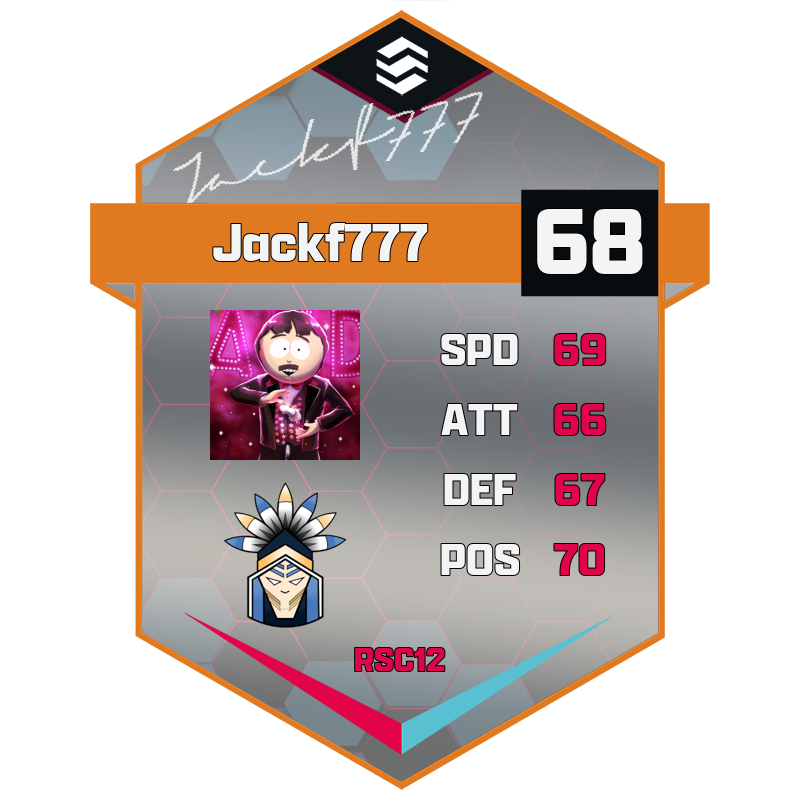 Jackf777
Jackf777 68
A D
SPD 69
ATT 66
DEF 67
POS 70
RSC12